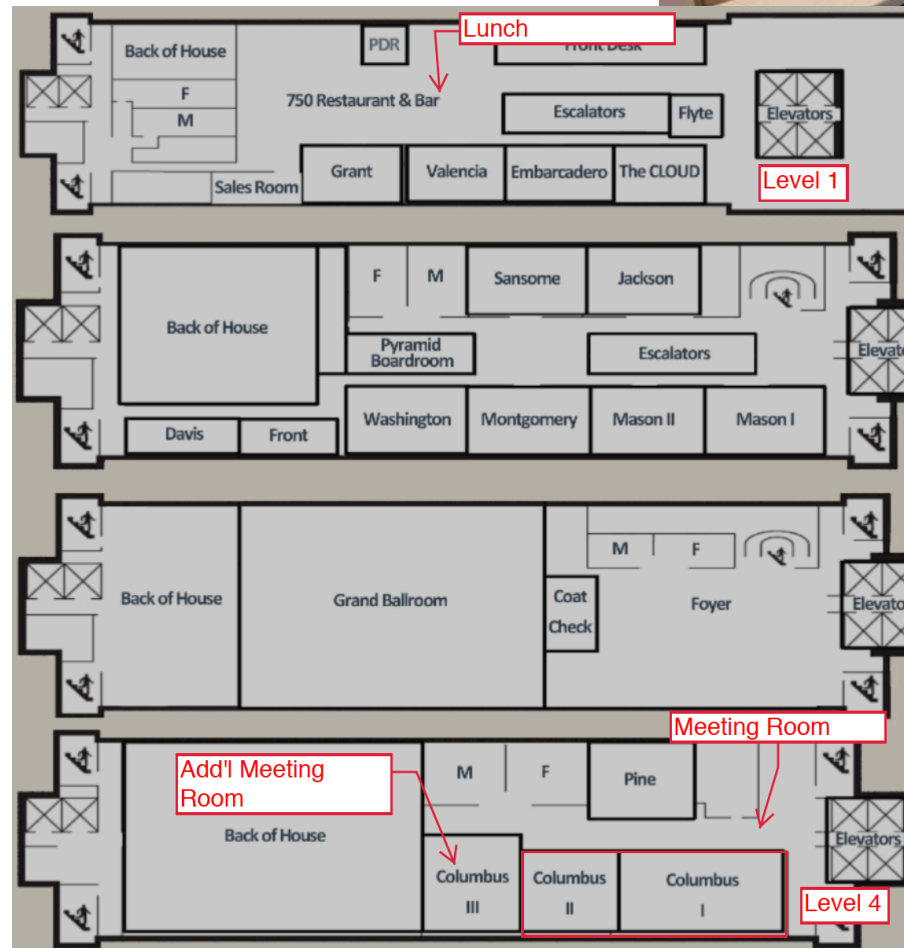 Lunch
Back of House
PDR
Front Desk
F
750 Restaurant & Bar
Escalators
Flyte
Elevators
M
Sales Room
Grant
Valencia
Embarcadero
The CLOUD
Level 1
F
M
Sansome
Jackson
Back of House
Pyramid
Boardroom
Escalators
Elevato
Davis
Front
Washington
Montgomery
Mason II
Mason I
M
F
Back of House
Grand Ballroom
Coat
Check
Foyer
Elevato
Meeting Room
Add'l Meeting
Room
M
F
Pine
Back of House
Elevators
Columbus
III
Columbus
II
Columbus
I
Level 4